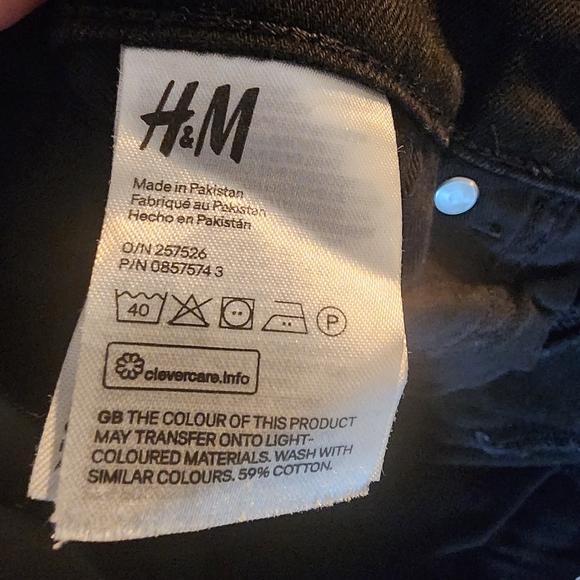 H&M
Made in Pakistan
Fabriqué au Pakistan
Hecho en Pakistán
O/N 257526
P/N 0857574 3
40
P
clevercare.info
GB THE COLOUR OF THIS PRODUCT
MAY TRANSFER ONTO LIGHT-
COLOURED MATERIALS. WASH WITH
SIMILAR COLOURS. 59% COTTON.